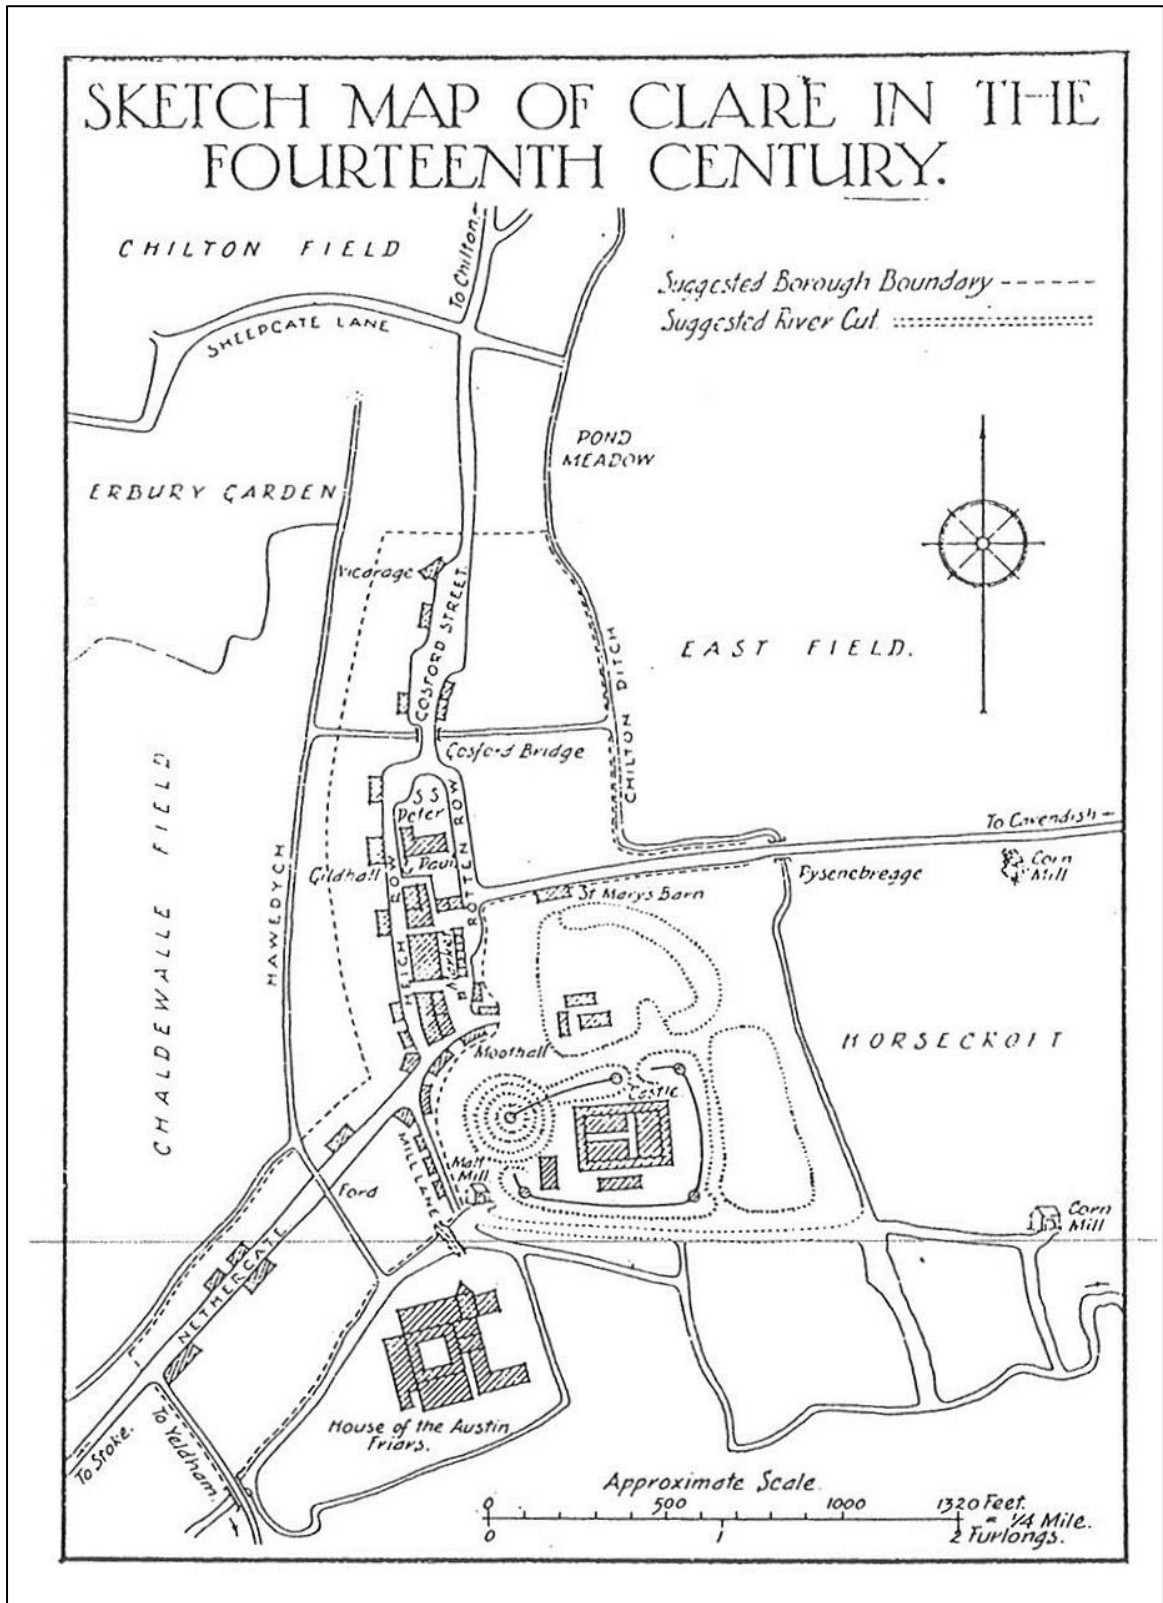 SKETCH MAP OF CLARE IN THE
FOURTEENTH CENTURY.
CHILTON FIELD
To Chilton.
Suggested Borough Boundary
Suggested River Cut
SHEEPGATE LANE
POND
MEADOW
ERBURY GARDEN
Vicarage
COSFORD STREET.
CHILTON DITCH
EAST FIELD.
Cosford Bridge
CHALDEWALLE FIELD
HAWEDYCH
SS
Peter
&
Paul
ROTTEN ROW
Gildhall
HEICH ROW
Market
To Cavendish
Corn
Mill
Pysenebregge
St Marys Barn
HORSECROFT
Moothall
Castle.
MILL LANE
Malt
Mill
Ford
Corn
Mill
NETHERGATE
House of the Austin
Friars.
To Stoke.
To Yeldham.
Approximate Scale.
0 500 1000 1320 Feet.
= 1/4 Mile.
0 1 2 Furlongs.